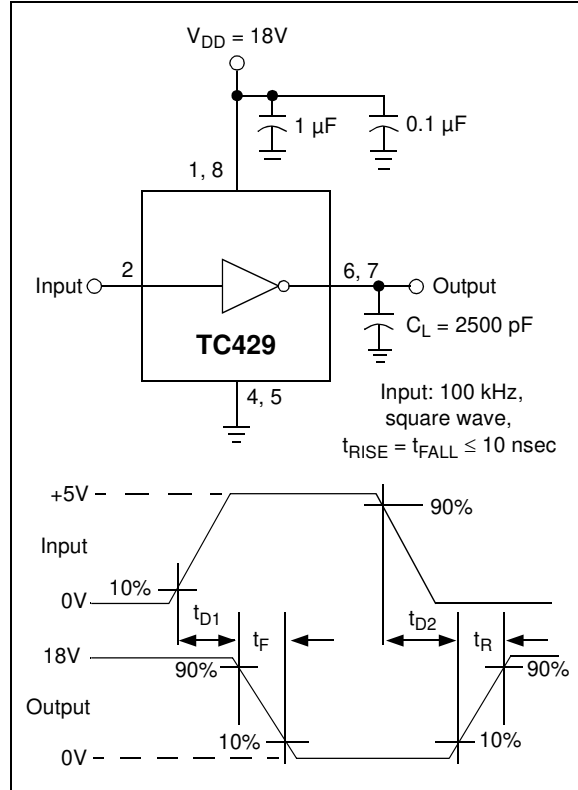 V_DD = 18V
1 µF
0.1 µF
1, 8
Input
2
6, 7
Output
TC429
C_L = 2500 pF
4, 5
Input: 100 kHz,
square wave,
t_RISE = t_FALL ≤ 10 nsec
+5V
90%
Input
10%
0V
t_D1
t_F
t_D2
t_R
18V
90%
90%
Output
10%
10%
0V